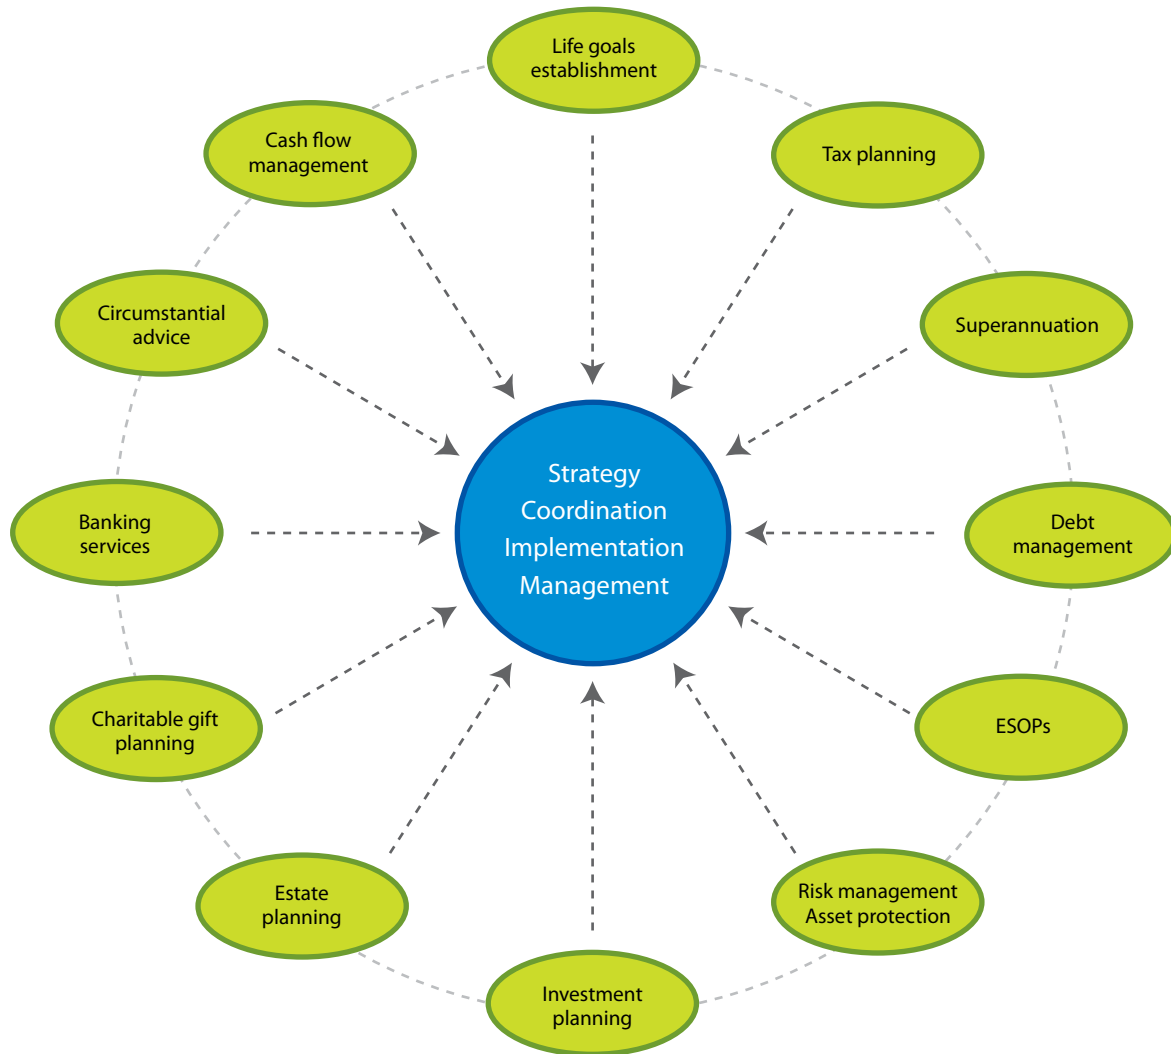 Life goals
establishment
Tax planning
Superannuation
Debt
management
ESOPs
Risk management
Asset protection
Investment
planning
Estate
planning
Charitable gift
planning
Banking
services
Circumstantial
advice
Cash flow
management
Strategy
Coordination
Implementation
Management